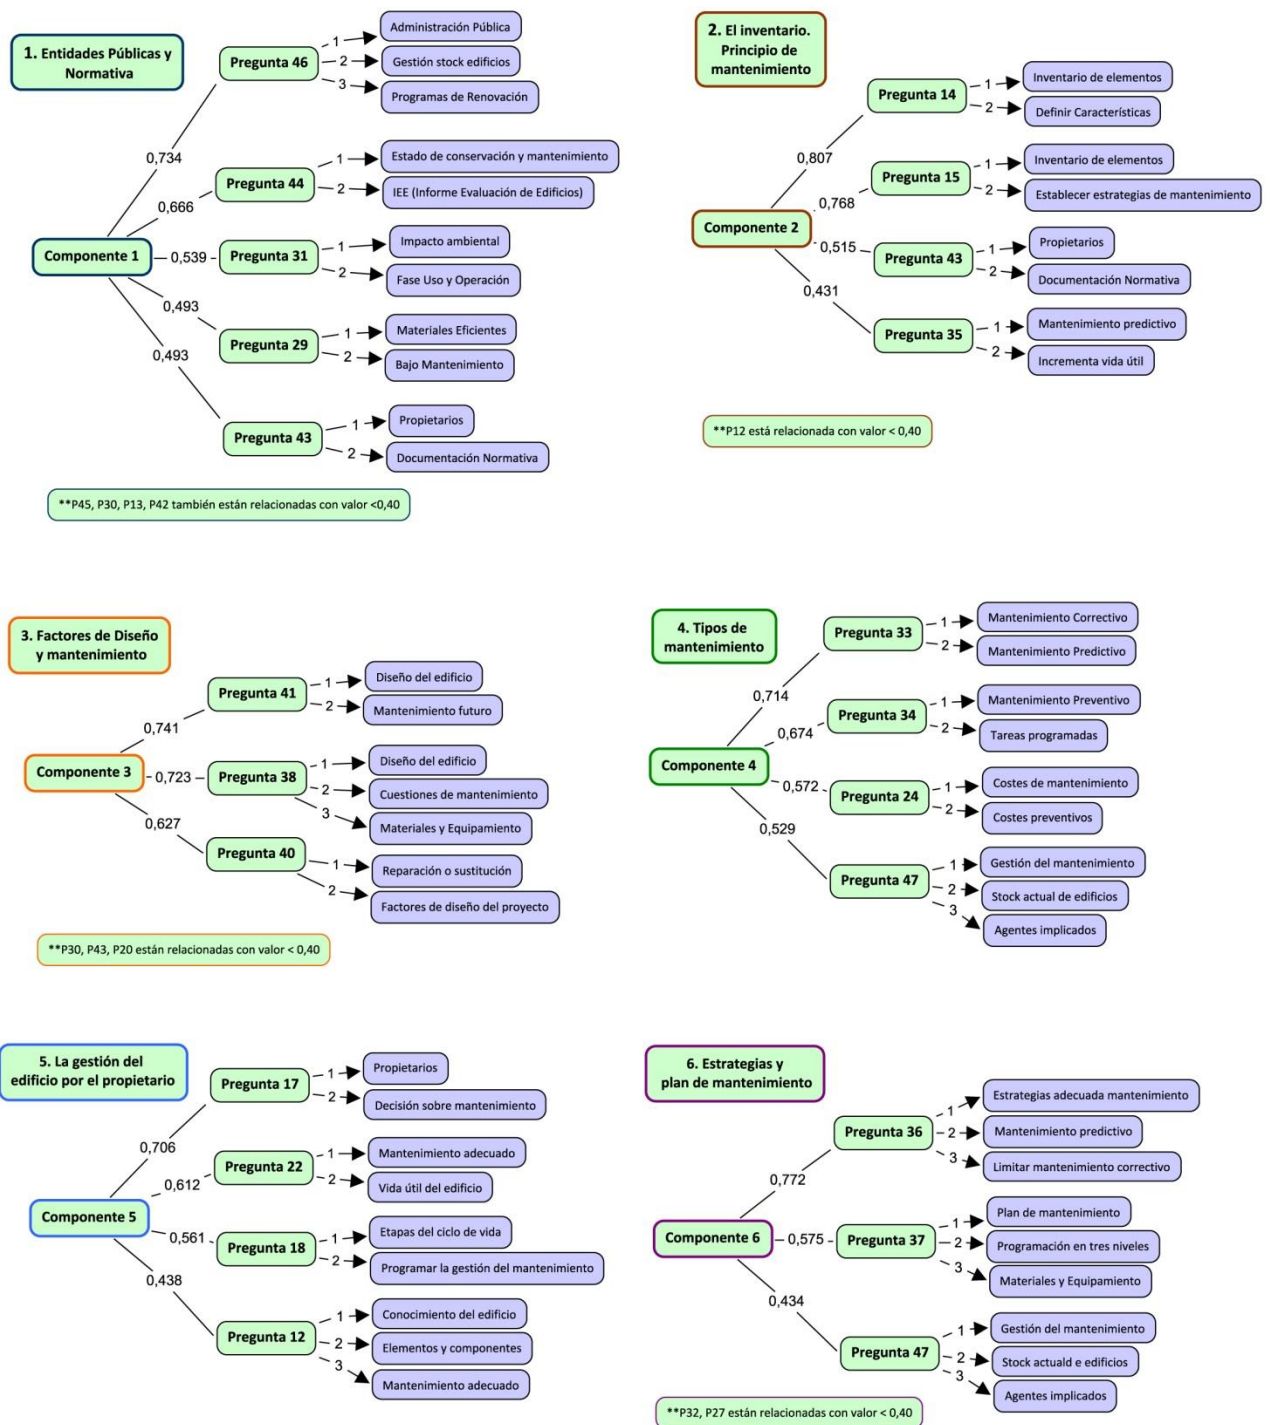 1. Entidades Públicas y
Normativa
Componente 1
0,734
Pregunta 46
1
Administración Pública
2
Gestión stock edificios
3
Programas de Renovación
0,666
Pregunta 44
1
Estado de conservación y mantenimiento
2
IEE (Informe Evaluación de Edificios)
0,539
Pregunta 31
1
Impacto ambiental
2
Fase Uso y Operación
0,493
Pregunta 29
1
Materiales Eficientes
2
Bajo Mantenimiento
0,493
Pregunta 43
1
Propietarios
2
Documentación Normativa
**P45, P30, P13, P42 también están relacionadas con valor <0,40
2. El inventario.
Principio de
mantenimiento
Componente 2
0,807
Pregunta 14
1
Inventario de elementos
2
Definir Características
0,768
Pregunta 15
1
Inventario de elementos
2
Establecer estrategias de mantenimiento
0,515
Pregunta 43
1
Propietarios
2
Documentación Normativa
0,431
Pregunta 35
1
Mantenimiento predictivo
2
Incrementa vida útil
**P12 está relacionada con valor < 0,40
3. Factores de Diseño
y mantenimiento
Componente 3
0,741
Pregunta 41
1
Diseño del edificio
2
Mantenimiento futuro
0,723
Pregunta 38
1
Diseño del edificio
2
Cuestiones de mantenimiento
3
Materiales y Equipamiento
0,627
Pregunta 40
1
Reparación o sustitución
2
Factores de diseño del proyecto
**P30, P43, P20 están relacionadas con valor < 0,40
4. Tipos de
mantenimiento
Componente 4
0,714
Pregunta 33
1
Mantenimiento Correctivo
2
Mantenimiento Predictivo
0,674
Pregunta 34
1
Mantenimiento Preventivo
2
Tareas programadas
0,572
Pregunta 24
1
Costes de mantenimiento
2
Costes preventivos
0,529
Pregunta 47
1
Gestión del mantenimiento
2
Stock actual de edificios
3
Agentes implicados
5. La gestión del
edificio por el propietario
Componente 5
0,706
Pregunta 17
1
Propietarios
2
Decisión sobre mantenimiento
0,612
Pregunta 22
1
Mantenimiento adecuado
2
Vida útil del edificio
0,561
Pregunta 18
1
Etapas del ciclo de vida
2
Programar la gestión del mantenimiento
0,438
Pregunta 12
1
Conocimiento del edificio
2
Elementos y componentes
3
Mantenimiento adecuado
6. Estrategias y
plan de mantenimiento
Componente 6
0,772
Pregunta 36
1
Estrategias adecuada mantenimiento
2
Mantenimiento predictivo
3
Limitar mantenimiento correctivo
0,575
Pregunta 37
1
Plan de mantenimiento
2
Programación en tres niveles
3
Materiales y Equipamiento
0,434
Pregunta 47
1
Gestión del mantenimiento
2
Stock actuald e edificios
3
Agentes implicados
**P32, P27 están relacionadas con valor < 0,40